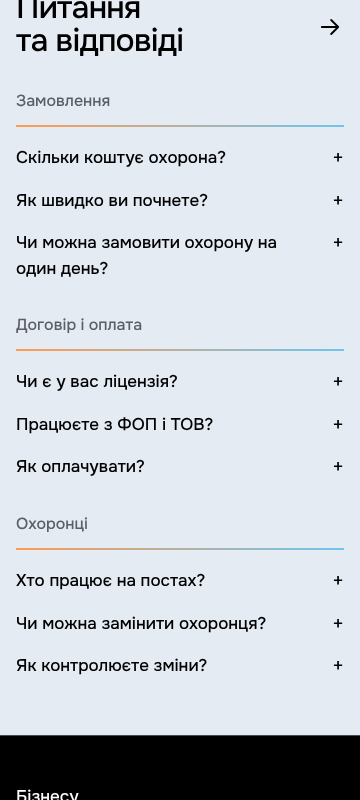 Питання
та відповіді
Замовлення
Скільки коштує охорона?
+
Як швидко ви почнете?
+
Чи можна замовити охорону на
один день?
+
Договір і оплата
Чи є у вас ліцензія?
+
Працюєте з ФОП і ТОВ?
+
Як оплачувати?
+
Охоронці
Хто працює на постах?
+
Чи можна замінити охоронця?
+
Як контролюєте зміни?
+
Бізнесу